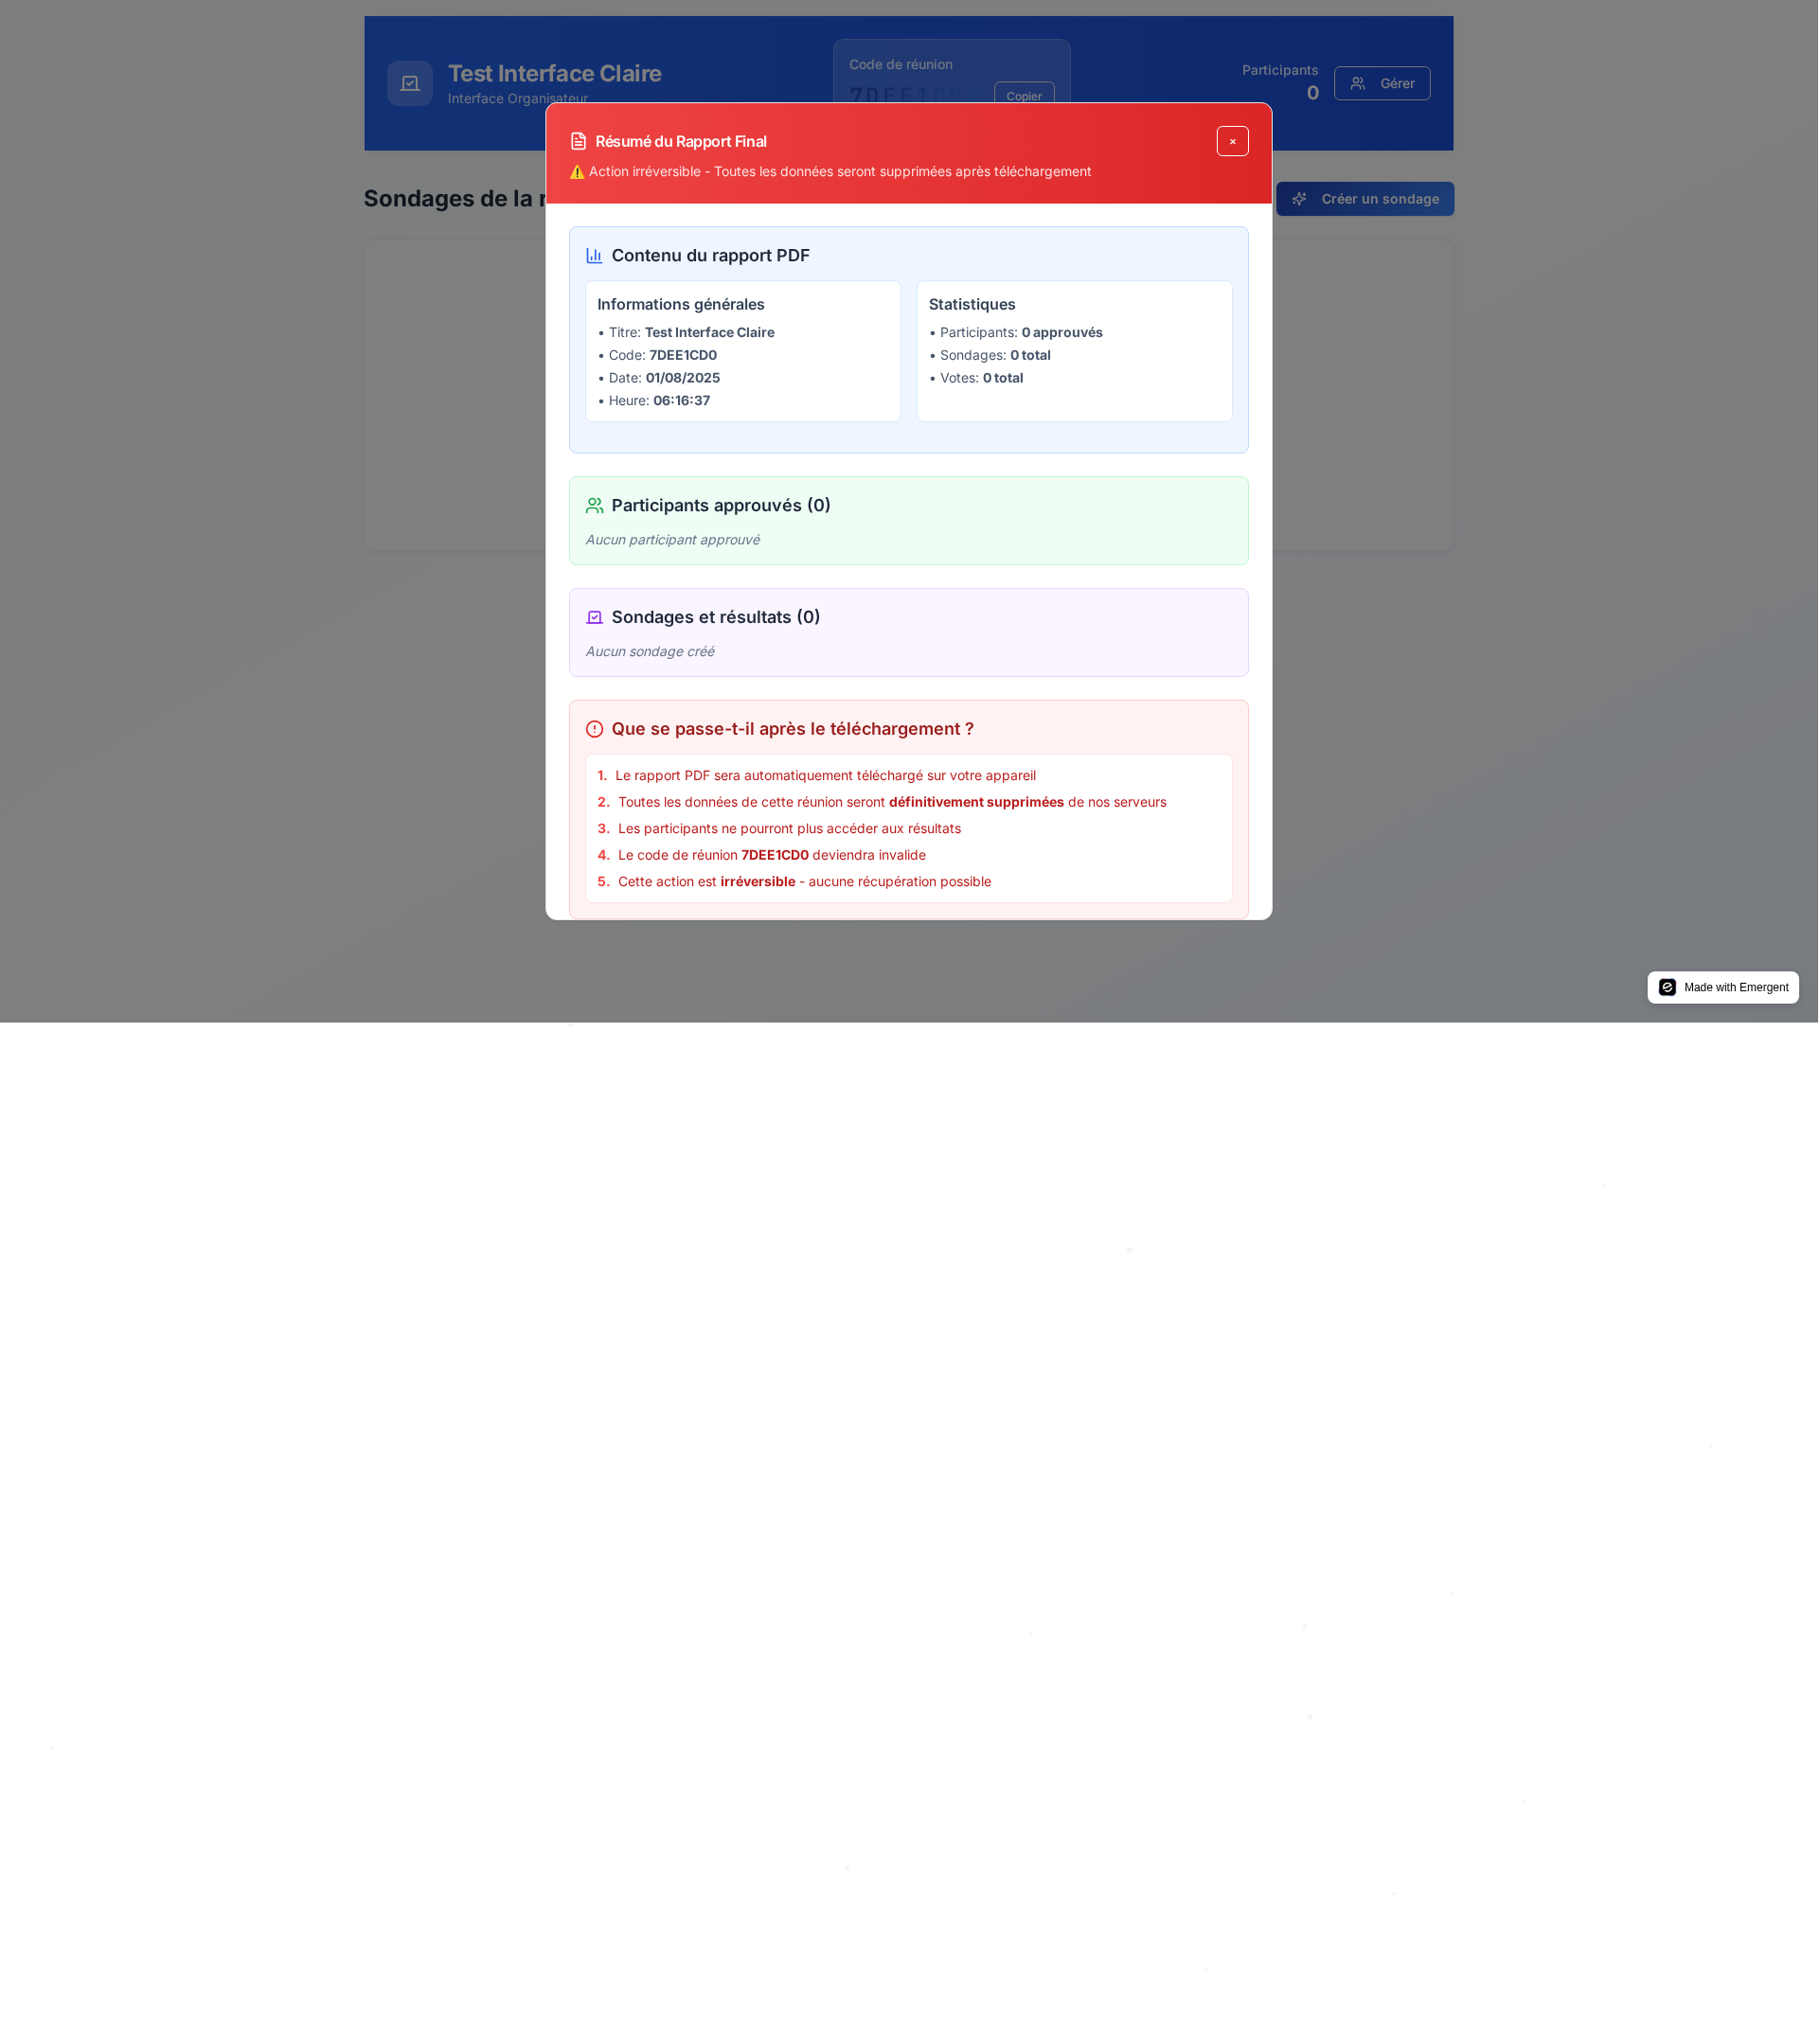 Test Interface Claire
Interface Organisateur
Code de réunion
7DEE1CD0
Copier
Participants
0
Gérer
Sondages de la
Créer un sondage
Résumé du Rapport Final
×
⚠️ Action irréversible - Toutes les données seront supprimées après téléchargement
Contenu du rapport PDF
Informations générales
• Titre: Test Interface Claire
• Code: 7DEE1CD0
• Date: 01/08/2025
• Heure: 06:16:37
Statistiques
• Participants: 0 approuvés
• Sondages: 0 total
• Votes: 0 total
Participants approuvés (0)
Aucun participant approuvé
Sondages et résultats (0)
Aucun sondage créé
Que se passe-t-il après le téléchargement ?
1. Le rapport PDF sera automatiquement téléchargé sur votre appareil
2. Toutes les données de cette réunion seront définitivement supprimées de nos serveurs
3. Les participants ne pourront plus accéder aux résultats
4. Le code de réunion 7DEE1CD0 deviendra invalide
5. Cette action est irréversible - aucune récupération possible
Made with Emergent